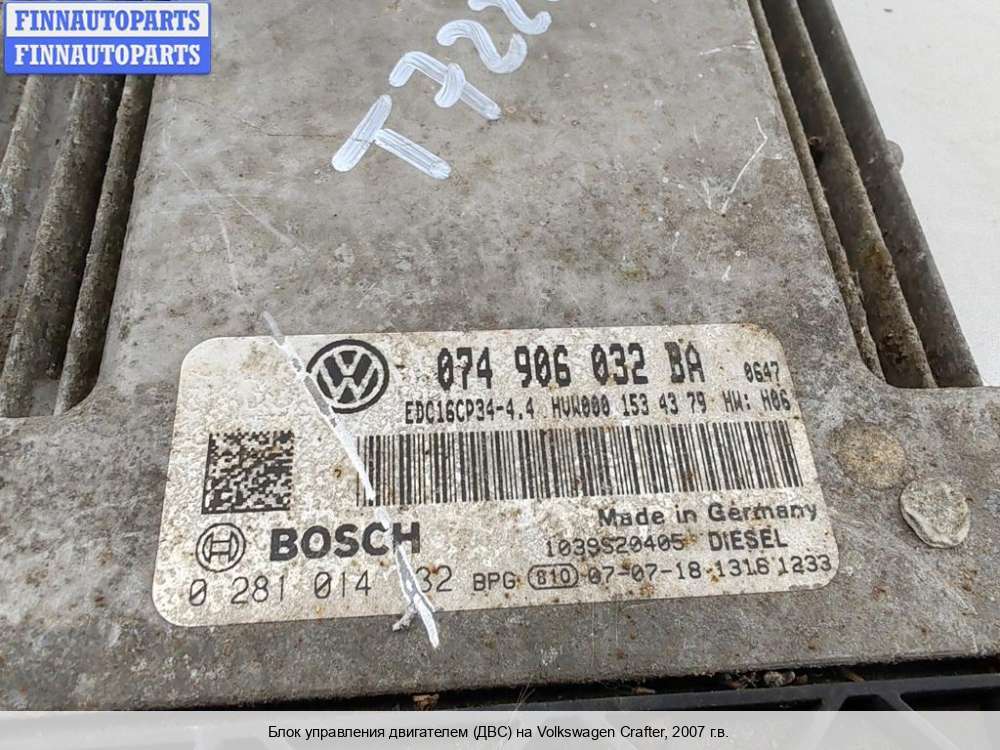 FINNAUTOPARTS
FINNAUTOPARTS
074 906 032 BA 0647
EDC16CP34-4.4 HVW000 153 43 79 HW: H06
BOSCH
Made in Germany
1039S20405 DIESEL
0 281 014 32 BPG 810 07-07-18 1316 1233
Блок управления двигателем (ДВС) на Volkswagen Crafter, 2007 г.в.